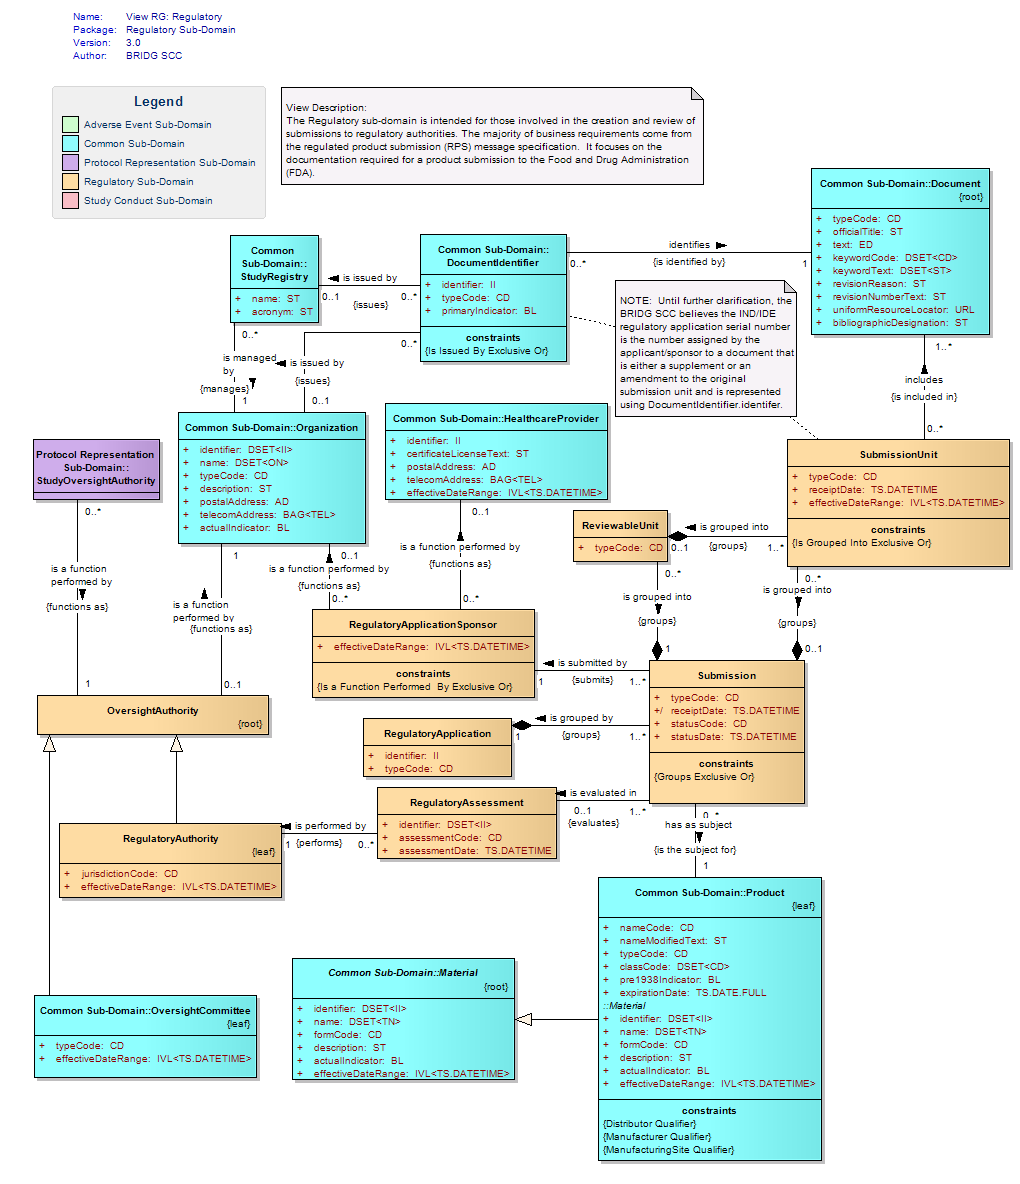 Name: View RG: Regulatory
Package: Regulatory Sub-Domain
Version: 3.0
Author: BRIDG SCC
Legend
Adverse Event Sub-Domain
Common Sub-Domain
Protocol Representation Sub-Domain
Regulatory Sub-Domain
Study Conduct Sub-Domain
View Description:
The Regulatory sub-domain is intended for those involved in the creation and review of
submissions to regulatory authorities. The majority of business requirements come from
the regulated product submission (RPS) message specification. It focuses on the
documentation required for a product submission to the Food and Drug Administration
(FDA).
Common Sub-Domain::Document
{root}
+ typeCode: CD
+ officialTitle: ST
+ text: ED
+ keywordCode: DSET<CD>
+ keywordText: DSET<ST>
+ revisionReason: ST
+ revisionNumberText: ST
+ uniformResourceLocator: URL
+ bibliographicDesignation: ST
Common
Sub-Domain::
StudyRegistry
+ name: ST
+ acronym: ST
is issued by
0..1 0..*
{issues}
Common Sub-Domain::
DocumentIdentifier
+ identifier: II
+ typeCode: CD
+ primaryIndicator: BL
constraints
{Is Issued By Exclusive Or}
identifies
0..* 1
{is identified by}
NOTE: Until further clarification, the
BRIDG SCC believes the IND/IDE
regulatory application serial number
is the number assigned by the
applicant/sponsor to a document that
is either a supplement or an
amendment to the original
submission unit and is represented
using DocumentIdentifier.identifer.
0..*
is managed
by
{manages}
1
0..*
is issued by
{issues}
0..1
1..*
includes
{is included in}
0..*
Common Sub-Domain::Organization
+ identifier: DSET<II>
+ name: DSET<ON>
+ typeCode: CD
+ description: ST
+ postalAddress: AD
+ telecomAddress: BAG<TEL>
+ actualIndicator: BL
Common Sub-Domain::HealthcareProvider
+ identifier: II
+ certificateLicenseText: ST
+ postalAddress: AD
+ telecomAddress: BAG<TEL>
+ effectiveDateRange: IVL<TS.DATETIME>
Protocol Representation
Sub-Domain::
StudyOversightAuthority
SubmissionUnit
+ typeCode: CD
+ receiptDate: TS.DATETIME
+ effectiveDateRange: IVL<TS.DATETIME>
constraints
{Is Grouped Into Exclusive Or}
ReviewableUnit
+ typeCode: CD
is grouped into
0..1 1..*
{groups}
0..*
is a function
performed by
{functions as}
1
1
is a function
performed by
{functions as}
0..1
0..1
is a function performed by
{functions as}
0..*
0..1
is a function performed by
{functions as}
0..*
0..*
is grouped into
{groups}
1
0..*
is grouped into
{groups}
0..1
RegulatoryApplicationSponsor
+ effectiveDateRange: IVL<TS.DATETIME>
constraints
{Is a Function Performed By Exclusive Or}
is submitted by
1 1..*
{submits}
Submission
+ typeCode: CD
+/ receiptDate: TS.DATETIME
+ statusCode: CD
+ statusDate: TS.DATETIME
constraints
{Groups Exclusive Or}
OversightAuthority
{root}
RegulatoryApplication
+ identifier: II
+ typeCode: CD
is grouped by
1 1..*
{groups}
RegulatoryAssessment
+ identifier: DSET<II>
+ assessmentCode: CD
+ assessmentDate: TS.DATETIME
is evaluated in
0..1 1..*
{evaluates}
RegulatoryAuthority
{leaf}
+ jurisdictionCode: CD
+ effectiveDateRange: IVL<TS.DATETIME>
is performed by
1 0..*
{performs}
0..*
has as subject
{is the subject for}
1
Common Sub-Domain::Product
{leaf}
+ nameCode: CD
+ nameModifiedText: ST
+ typeCode: CD
+ classCode: DSET<CD>
+ pre1938Indicator: BL
+ expirationDate: TS.DATE.FULL
::Material
+ identifier: DSET<II>
+ name: DSET<TN>
+ formCode: CD
+ description: ST
+ actualIndicator: BL
+ effectiveDateRange: IVL<TS.DATETIME>
constraints
{Distributor Qualifier}
{Manufacturer Qualifier}
{ManufacturingSite Qualifier}
Common Sub-Domain::Material
{root}
+ identifier: DSET<II>
+ name: DSET<TN>
+ formCode: CD
+ description: ST
+ actualIndicator: BL
+ effectiveDateRange: IVL<TS.DATETIME>
Common Sub-Domain::OversightCommittee
{leaf}
+ typeCode: CD
+ effectiveDateRange: IVL<TS.DATETIME>